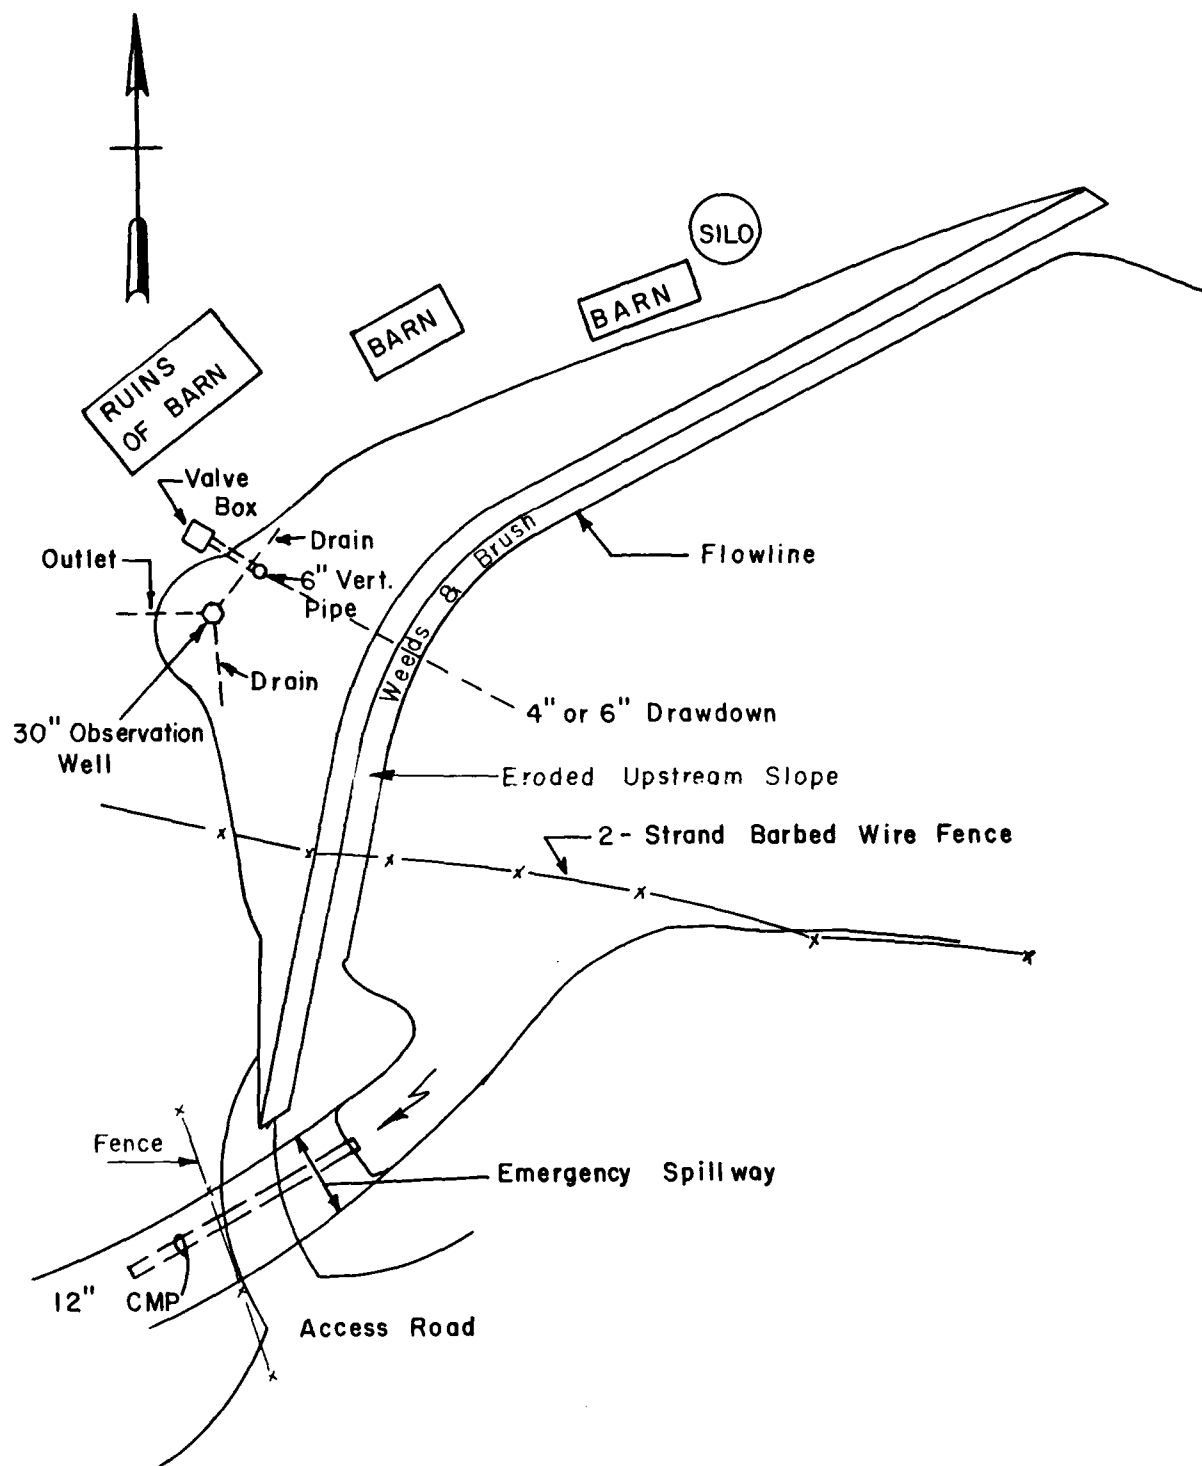 SILO
BARN
BARN
RUINS
OF BARN
Valve
Box
Drain
Outlet
6" Vert.
Pipe
Weelds & Brush
Flowline
Drain
30" Observation
Well
4" or 6" Drawdown
Eroded Upstream Slope
2 - Strand Barbed Wire Fence
Fence
Emergency Spillway
12" CMP
Access Road